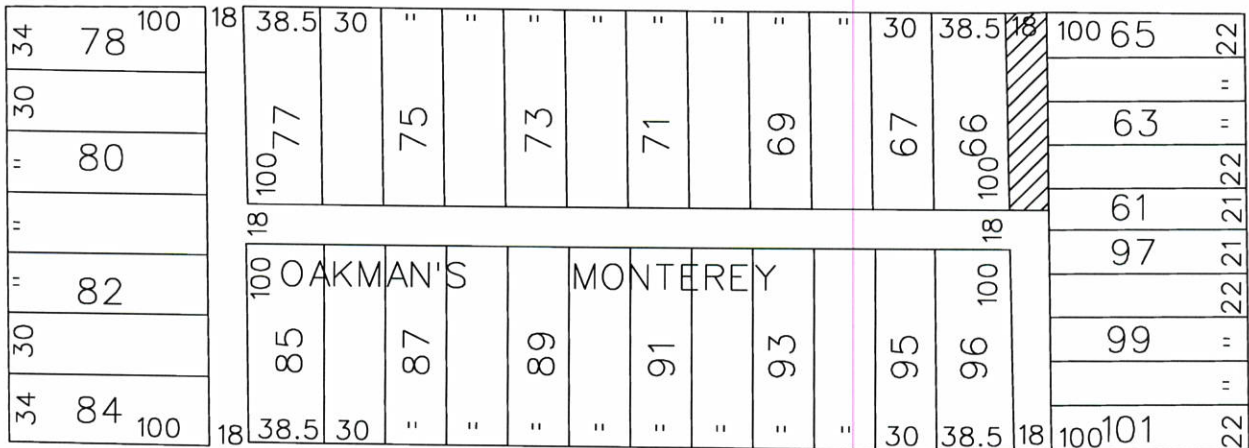 34 78 100 18 38.5 30 " " " " " " " " 30 38.5 18 100 65 22
30 "
77 75 73 71 69 67 66 63 "
" 80 100 100 22
61 21
" 18 18
97 21
100 OAKMAN'S MONTEREY 100
" 82 22
30 85 87 89 91 93 95 96 99 "
"
34 84 100 18 38.5 30 " " " " " " " " 30 38.5 18 100 101 22